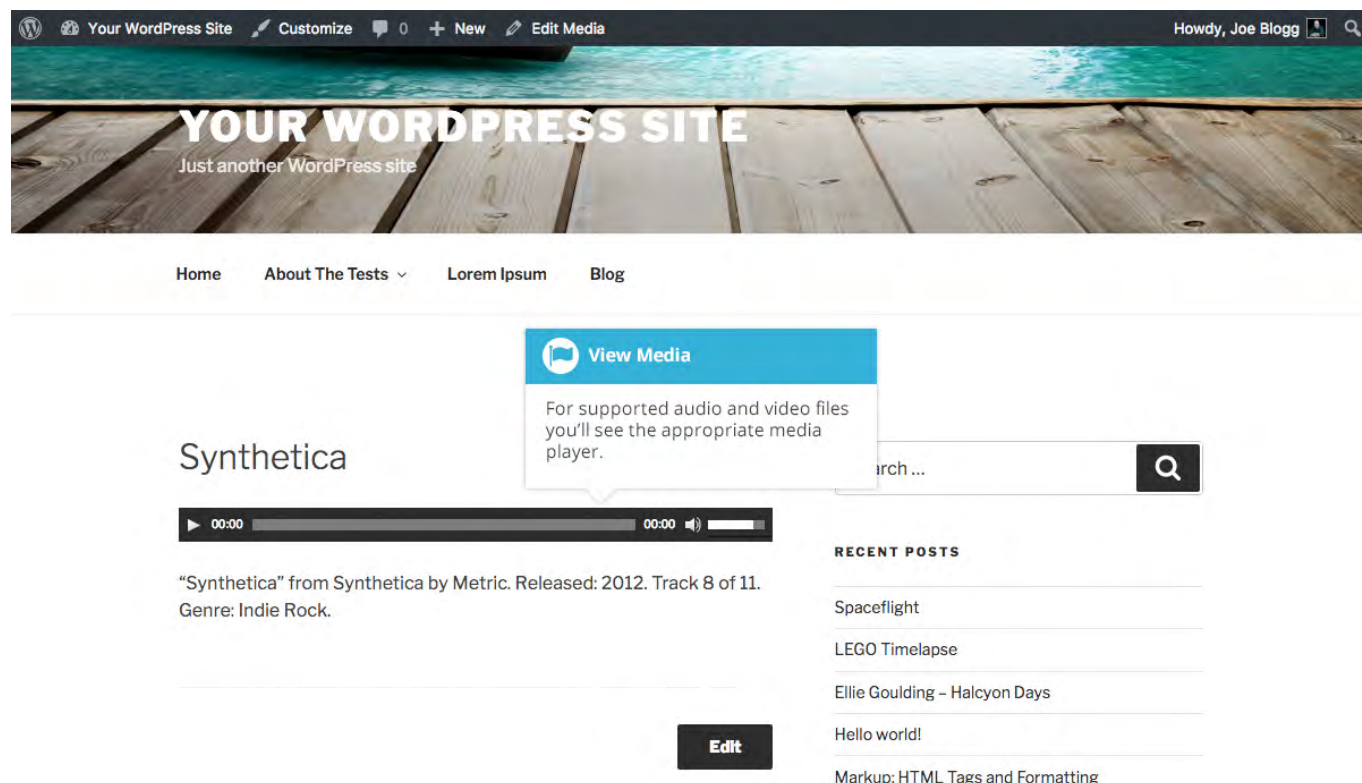 Your WordPress Site Customize 0 New Edit Media Howdy, Joe Blogg
YOUR WORDPRESS SITE
Just another WordPress site
Home About The Tests Lorem Ipsum Blog
View Media
For supported audio and video files
you'll see the appropriate media
player.
Synthetica
arch ...
00:00 00:00
“Synthetica” from Synthetica by Metric. Released: 2012. Track 8 of 11.
Genre: Indie Rock.
Edit
RECENT POSTS
Spaceflight
LEGO Timelapse
Ellie Goulding – Halcyon Days
Hello world!
Markup: HTML Tags and Formatting